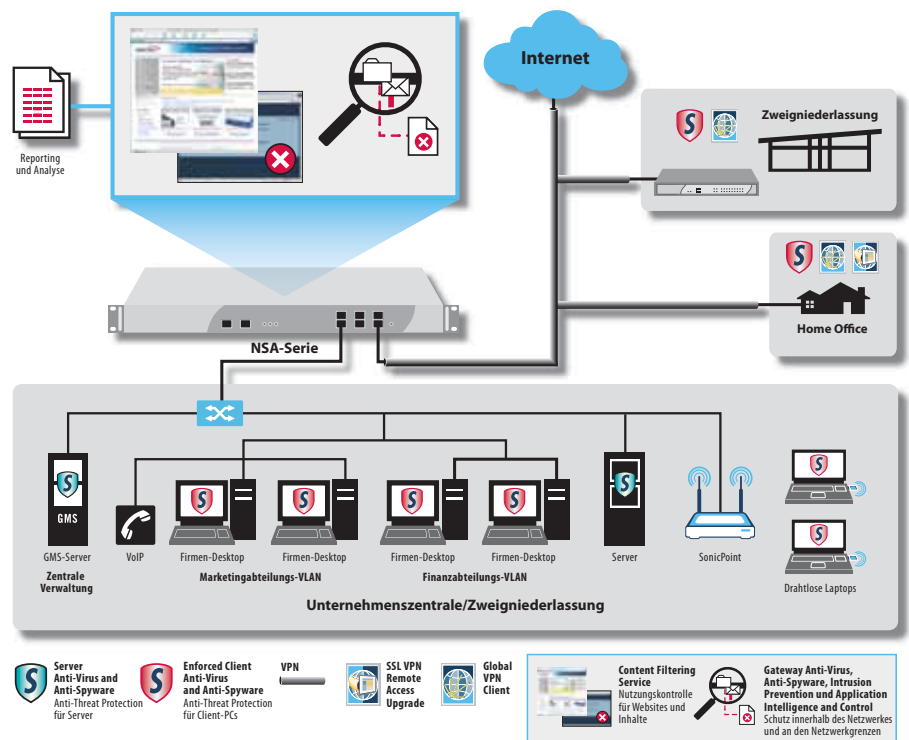 Internet
Zweigniederlassung
Reporting
und Analyse
Home Office
NSA-Serie
S
S
S
S
S
S
S
S
S
S
GMS
GMS-Server
VoIP
Firmen-Desktop
Firmen-Desktop
Firmen-Desktop
Firmen-Desktop
Server
SonicPoint
Drahtlose Laptops
Zentrale
Verwaltung
Marketingabteilungs-VLAN
Finanzabteilungs-VLAN
Unternehmenszentrale/Zweigniederlassung
S
Server
Anti-Virus and
Anti-Spyware
Anti-Threat Protection
für Server
S
Enforced Client
Anti-Virus
and Anti-Spyware
Anti-Threat Protection
für Client-PCs
VPN
SSL VPN
Remote
Access
Upgrade
Global
VPN
Client
Content Filtering
Service
Nutzungskontrolle
für Websites und
Inhalte
Gateway Anti-Virus,
Anti-Spyware, Intrusion
Prevention und Application
Intelligence and Control
Schutz innerhalb des Netzwerkes
und an den Netzwerkgrenzen